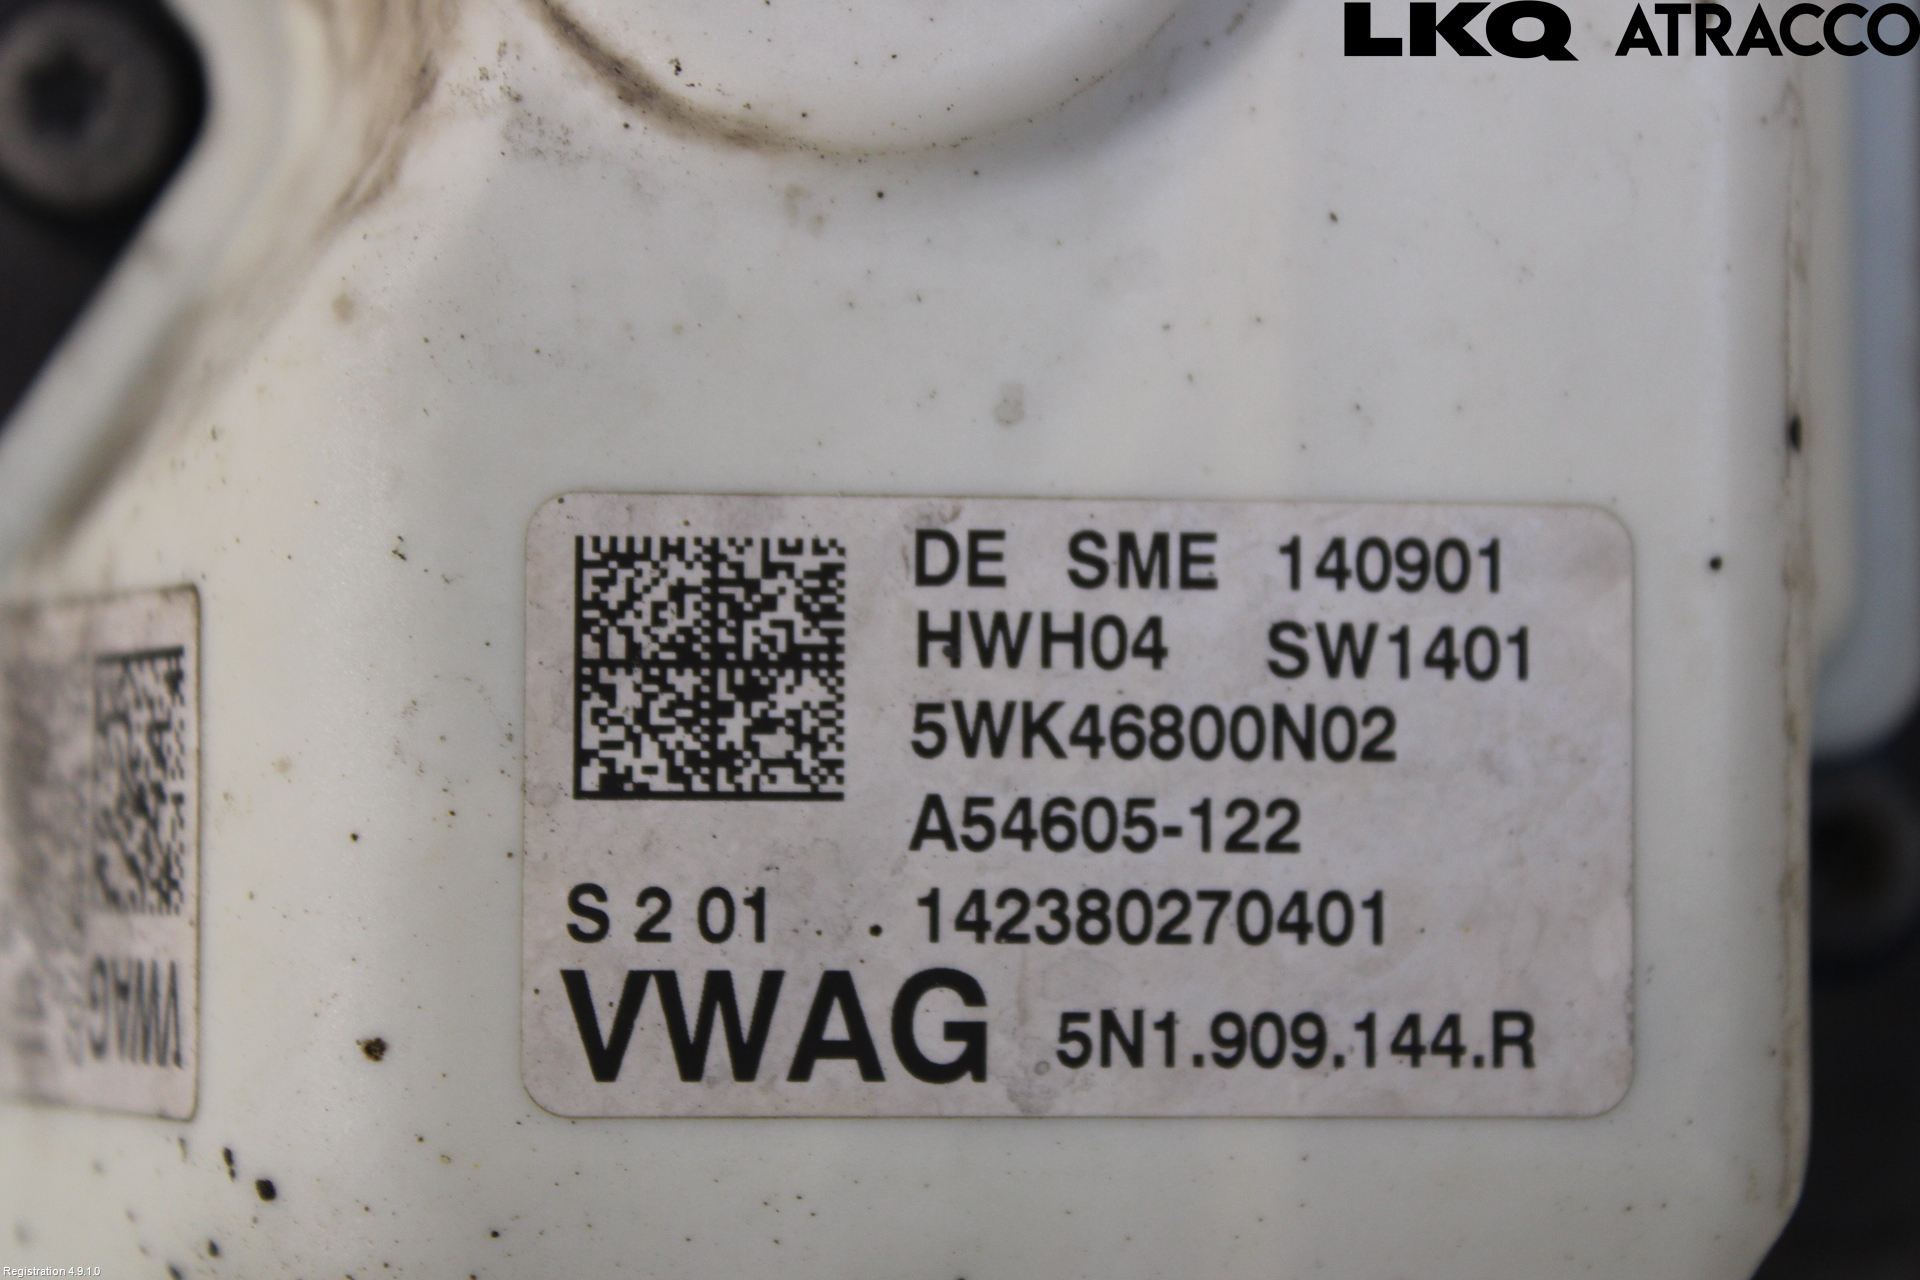 LKQ ATRACCO
DE SME 140901
HWH04 SW1401
5WK46800N02
A54605-122
S 2 01 142380270401
VWAG 5N1.909.144.R
VWAG
Registration 4.9.1.0